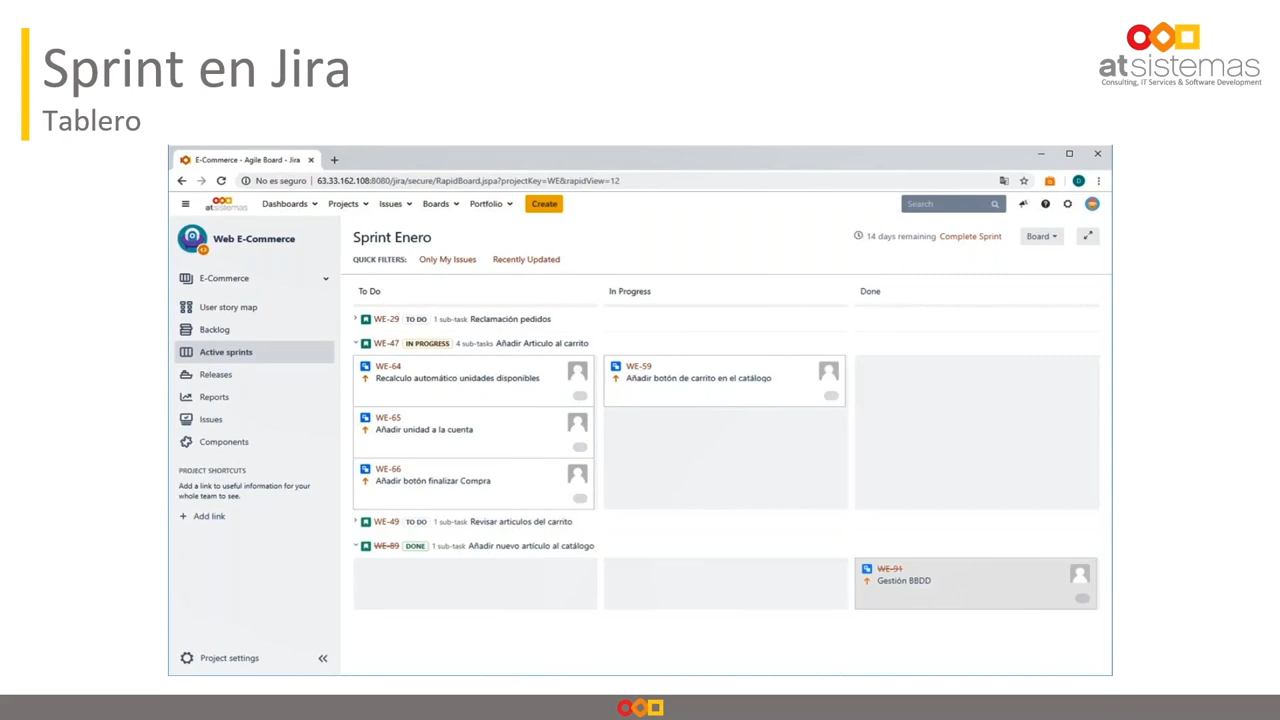 Sprint en Jira
Tablero
atsistemas
Consulting, IT Services & Software Development
E-Commerce - Agile Board - Jira
No es seguro 63.33.162.108:8080/jira/secure/RapidBoard.jspa?projectKey=WE&rapidView=12
atsistemas Dashboards Projects Issues Boards Portfolio Create Search
Web E-Commerce
E-Commerce
User story map
Backlog
Active sprints
Releases
Reports
Issues
Components
PROJECT SHORTCUTS
Add a link to useful information for your
whole team to see.
+ Add link
Project settings
Sprint Enero
14 days remaining Complete Sprint Board
QUICK FILTERS: Only My Issues Recently Updated
To Do In Progress Done
WE-29 TO DO 1 sub-task Reclamación pedidos
WE-47 IN PROGRESS 4 sub-tasks Añadir Articulo al carrito
WE-64
Recalculo automático unidades disponibles
WE-59
Añadir botón de carrito en el catálogo
WE-65
Añadir unidad a la cuenta
WE-66
Añadir botón finalizar Compra
WE-49 TO DO 1 sub-task Revisar articulos del carrito
WE-89 DONE 1 sub-task Añadir nuevo artículo al catálogo
WE-91
Gestión BBDD